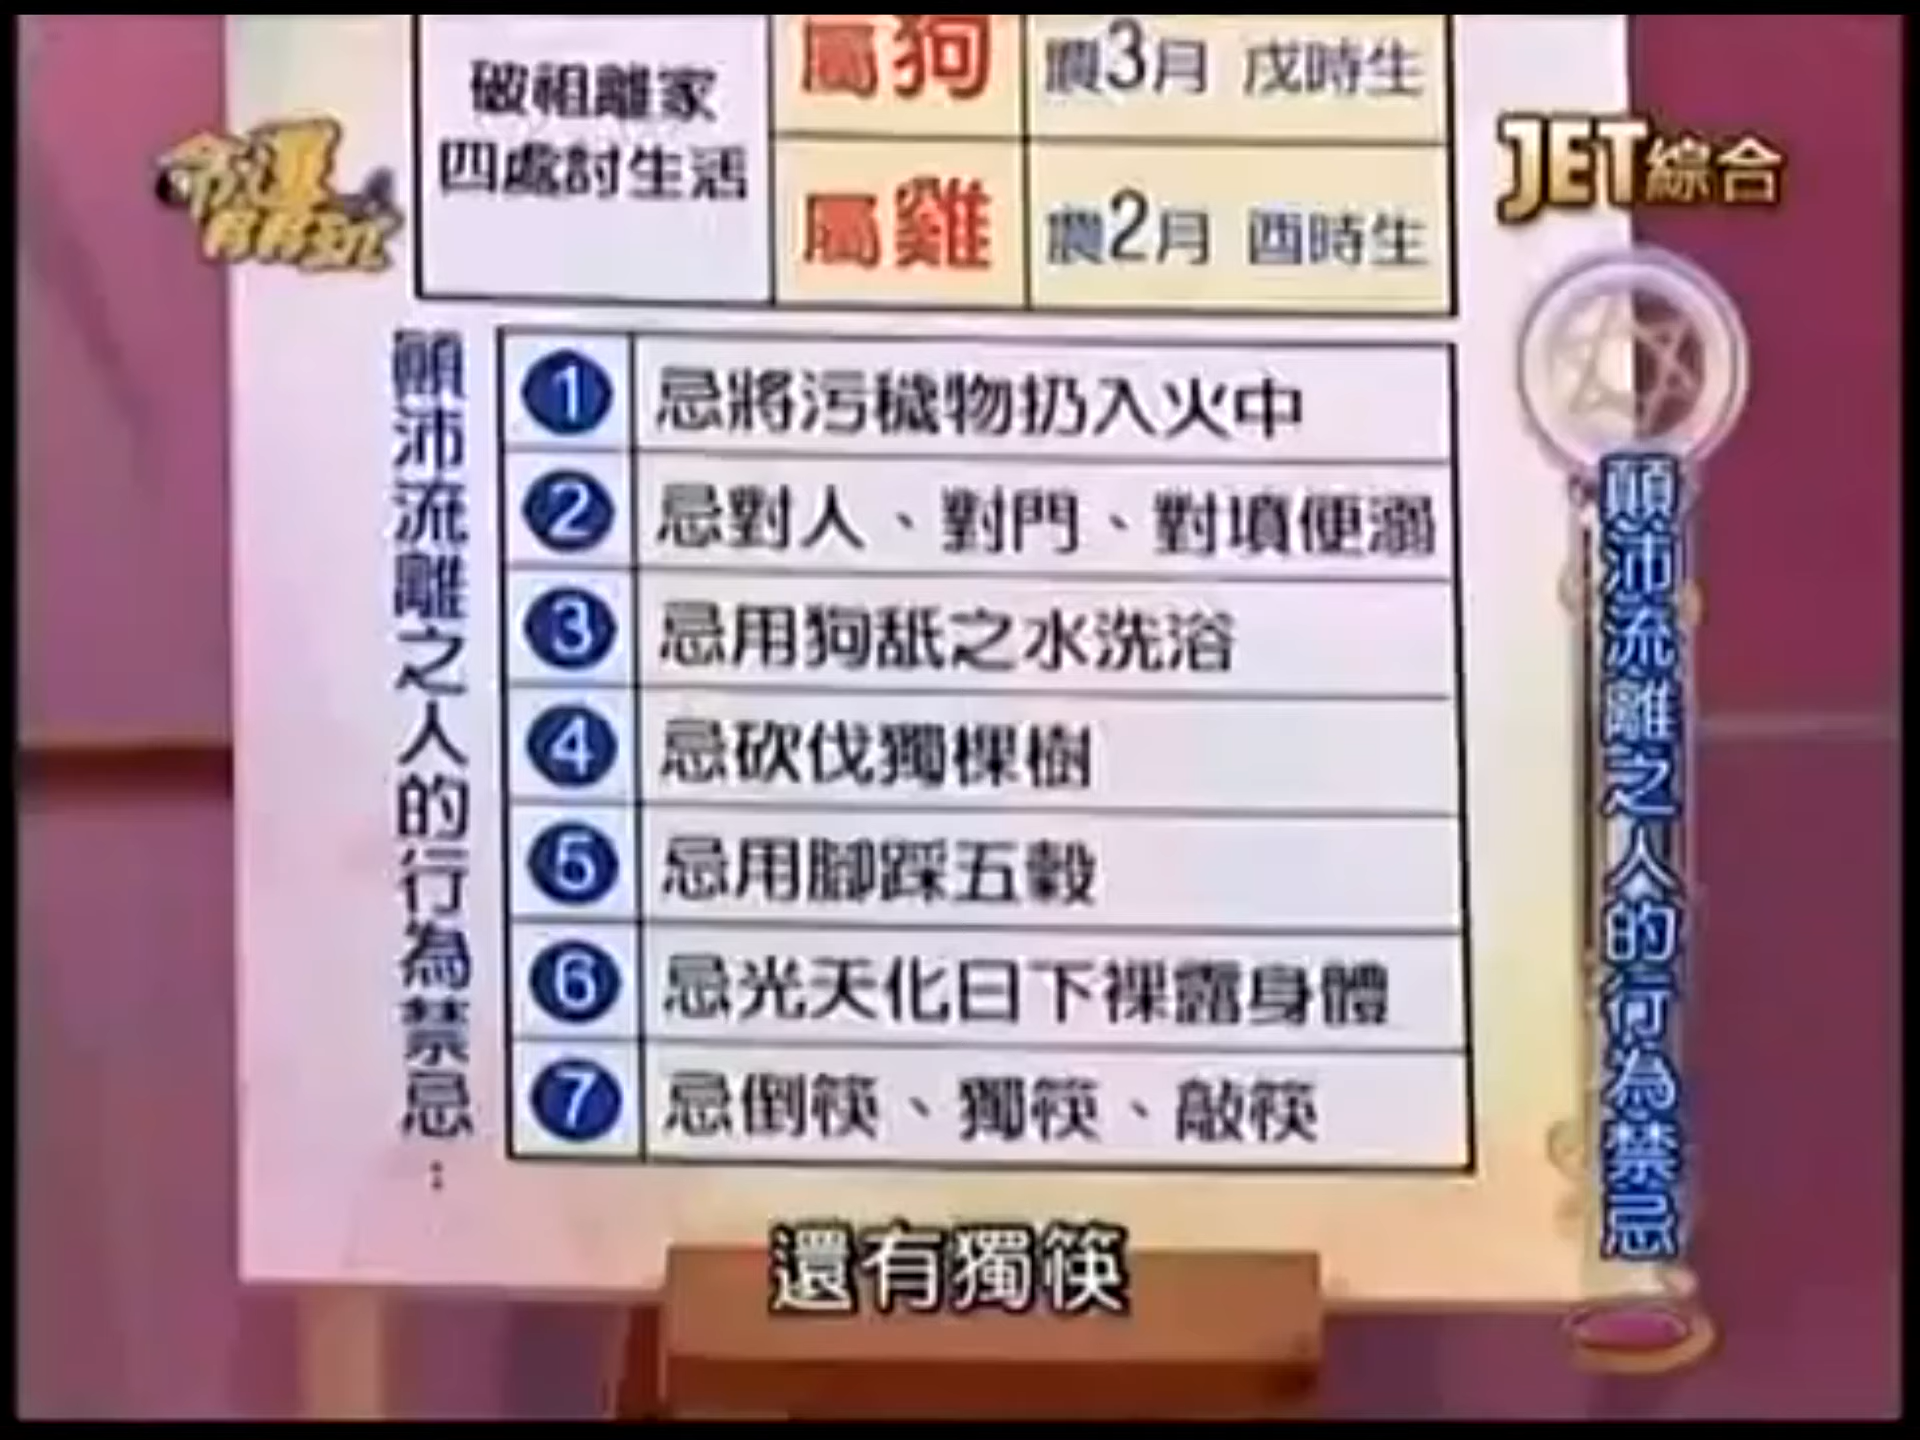 破祖離家
四處討生活
屬狗
農3月 戌時生
屬雞
農2月 酉時生
命運好好玩
JET綜合
顛沛流離之人的行為禁忌：
1 忌將污穢物扔入火中
2 忌對人、對門、對墳便溺
3 忌用狗舐之水洗浴
4 忌砍伐獨棵樹
5 忌用腳踩五穀
6 忌光天化日下裸露身體
7 忌倒筷、獨筷、敲筷
顛沛流離之人的行為禁忌
還有獨筷